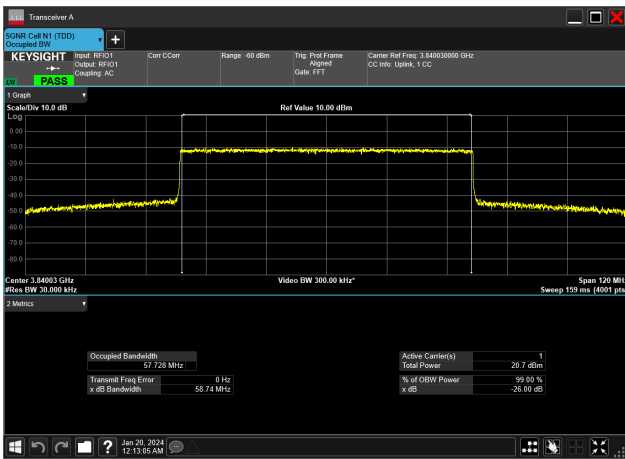 Transceiver A
5GNR Cell N1 (TDD)
Occupied BW
KEYSIGHT
LXI
PASS
Input: RFIO1
Output: RFIO1
Coupling: AC
Corr CCorr
Range: -60 dBm
Trig: Prot Frame
Aligned
Gate: FFT
Carrier Ref Freq: 3.840030000 GHz
CC Info: Uplink, 1 CC
1 Graph
Scale/Div 10.0 dB
Ref Value 10.00 dBm
Log
0.00
-10.0
-20.0
-30.0
-40.0
-50.0
-60.0
-70.0
-80.0
Center 3.84003 GHz
#Res BW 30.000 kHz
Video BW 300.00 kHz*
Span 120 MH
Sweep 159 ms (4001 pts
2 Metrics
Occupied Bandwidth
57.728 MHz
Transmit Freq Error 0 Hz
x dB Bandwidth 58.74 MHz
Active Carrier(s) 1
Total Power 20.7 dBm
% of OBW Power 99.00 %
x dB -26.00 dB
?
Jan 20, 2024
12:13:05 AM